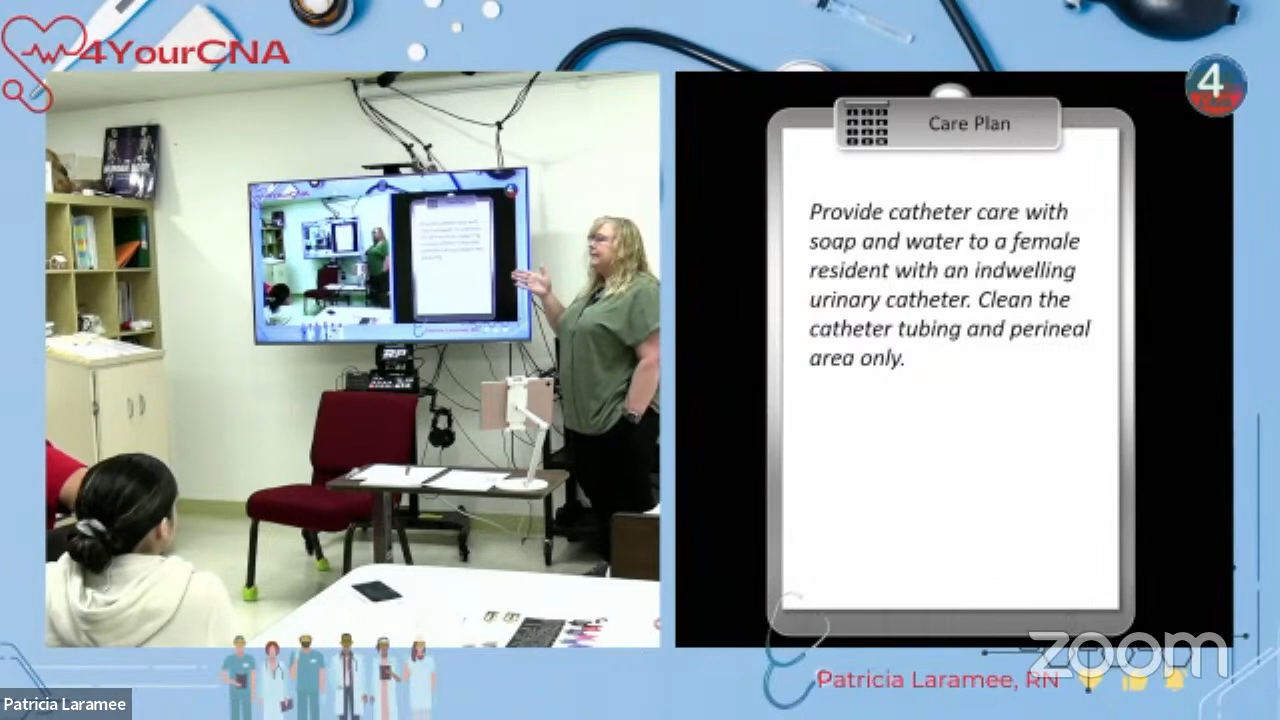 4YourCNA
4
Care Plan
Provide catheter care with
soap and water to a female
resident with an indwelling
urinary catheter. Clean the
catheter tubing and perineal
area only.
zoom
Patricia Laramee, RN
Patricia Laramee